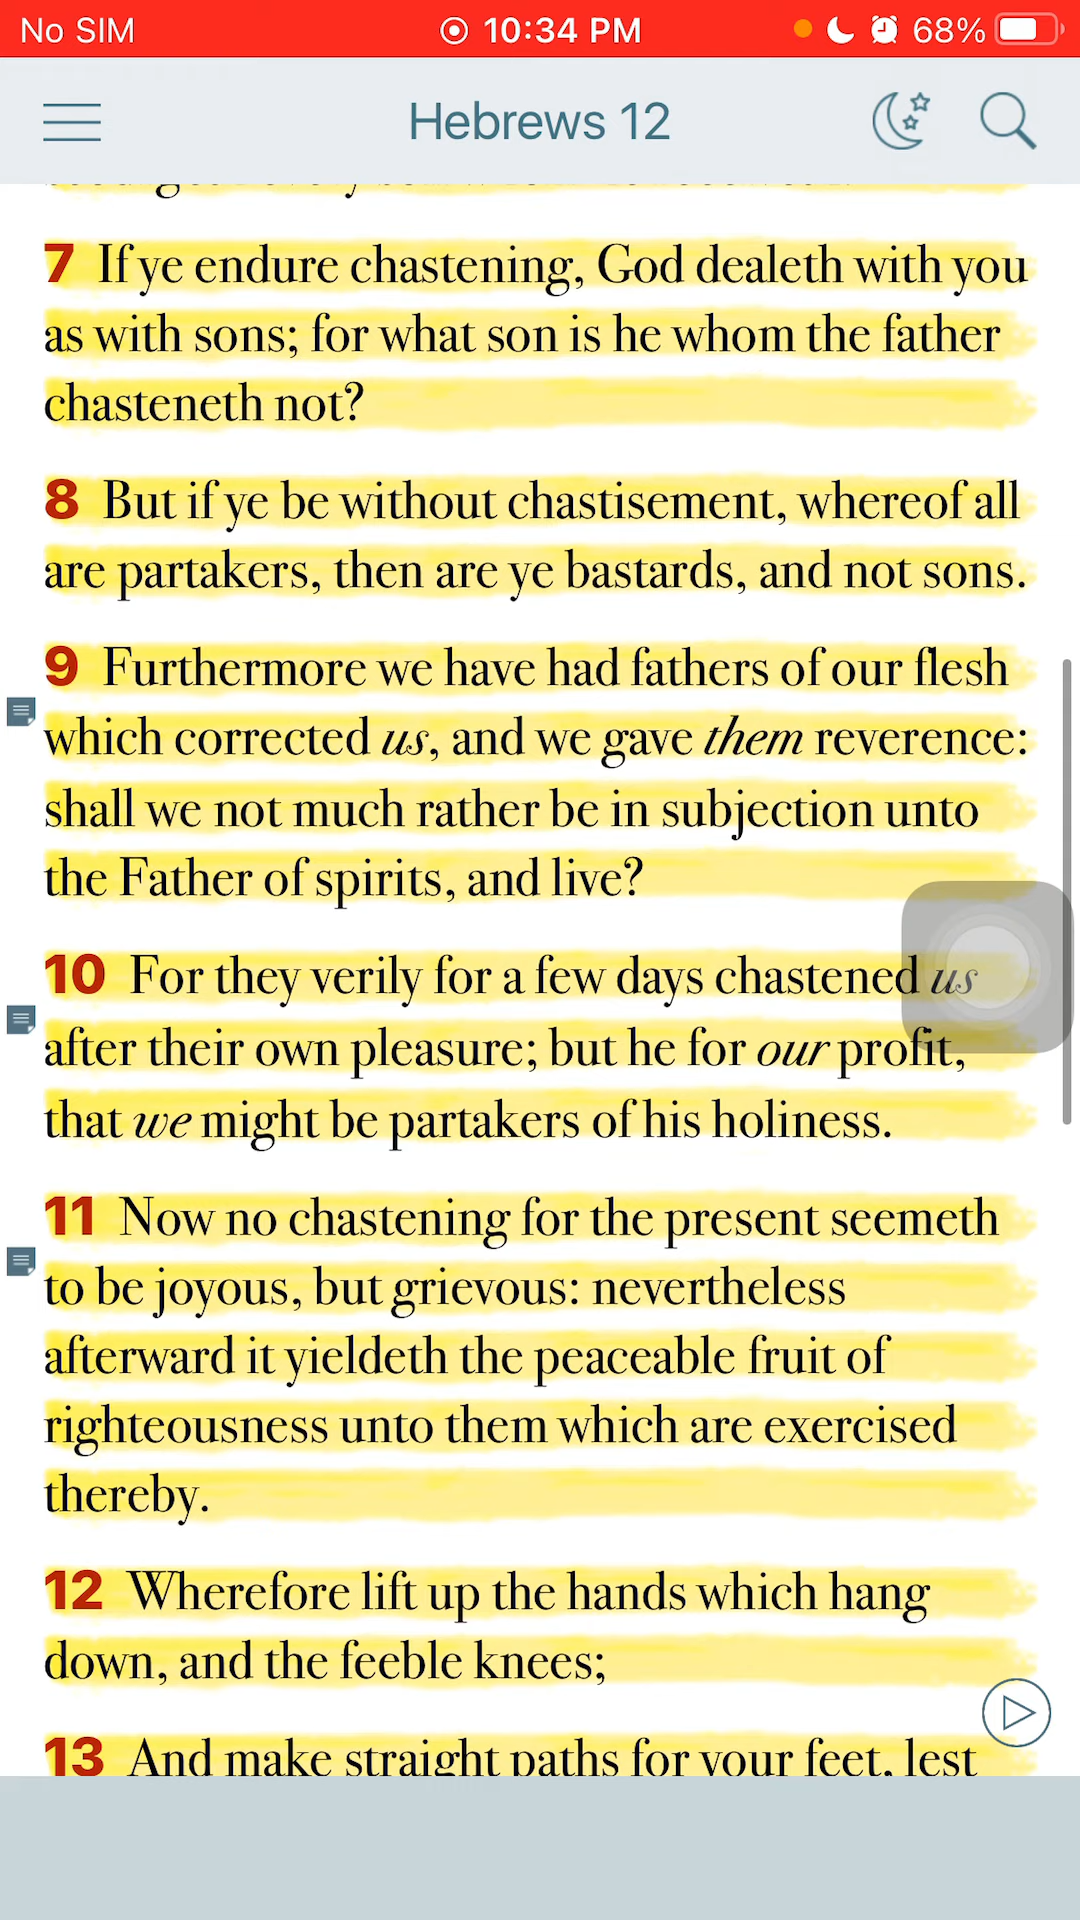 No SIM
10:34 PM
68%
Hebrews 12
7 If ye endure chastening, God dealeth with you
as with sons; for what son is he whom the father
chasteneth not?
8 But if ye be without chastisement, whereof all
are partakers, then are ye bastards, and not sons.
9 Furthermore we have had fathers of our flesh
which corrected us, and we gave them reverence:
shall we not much rather be in subjection unto
the Father of spirits, and live?
10 For they verily for a few days chastened us
after their own pleasure; but he for our profit,
that we might be partakers of his holiness.
11 Now no chastening for the present seemeth
to be joyous, but grievous: nevertheless
afterward it yieldeth the peaceable fruit of
righteousness unto them which are exercised
thereby.
12 Wherefore lift up the hands which hang
down, and the feeble knees;
13 And make straight paths for your feet, lest